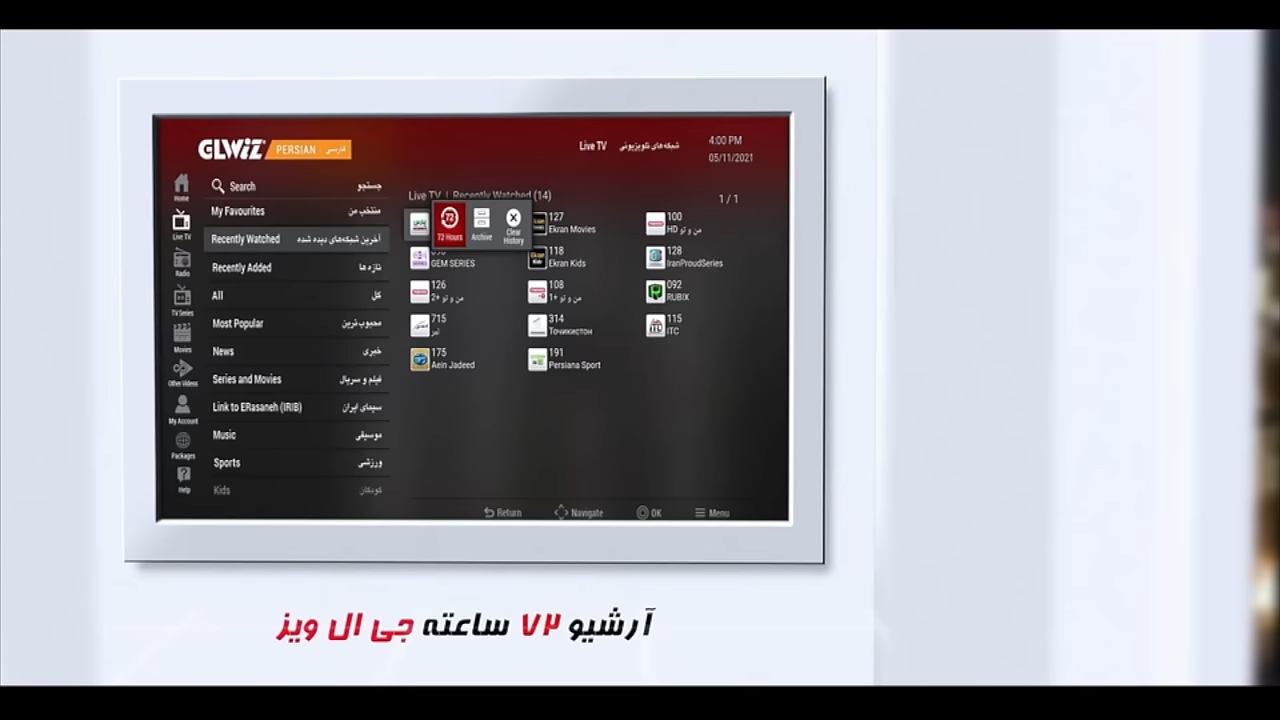 GLWiZ PERSIAN فارسی
Live TV شبکه های تلویزیونی
4:00 PM
05/11/2021
Home
Live TV
Radio
TV Series
Movies
Other Videos
My Account
Packages
Help
Search جستجو
My Favourites منتخب من
Recently Watched آخرین شبکه‌های دیده شده
Recently Added تازه ها
All کل
Most Popular محبوب ترین
News خبری
Series and Movies فیلم و سریال
Link to ERasaneh (IRIB) سیمای ایران
Music موسیقی
Sports ورزشی
Kids کودکان
Live TV | Recently Watched (14)
1 / 1
72
72 Hours
Archive
Clear
History
127
Ekran Movies
100
من و تو HD
GEM SERIES
118
Ekran Kids
128
IranProudSeries
126
من و تو +2
108
من و تو +1
092
RUBIX
715
314
Точикистон
115
ITC
175
Aein Jadeed
191
Persiana Sport
Return
Navigate
OK
Menu
آرشیو ۷۲ ساعته جی ال ویز